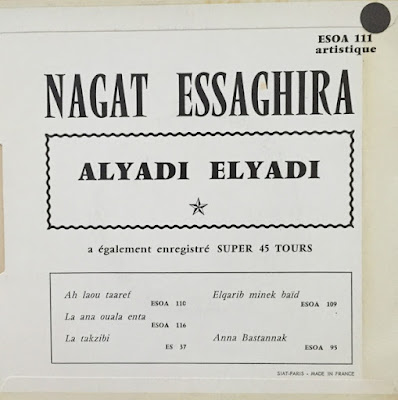 ESOA 111
artistique
NAGAT ESSAGHIRA
ALYADI ELYADI
a également enregistré SUPER 45 TOURS
Ah laou taaref
ESOA 110
La ana ouala enta
ESOA 116
La takzibi
ES 37
Elqarib minek baïd
ESOA 109
Anna Bastannak
ESOA 95
SIAT-PARIS - MADE IN FRANCE